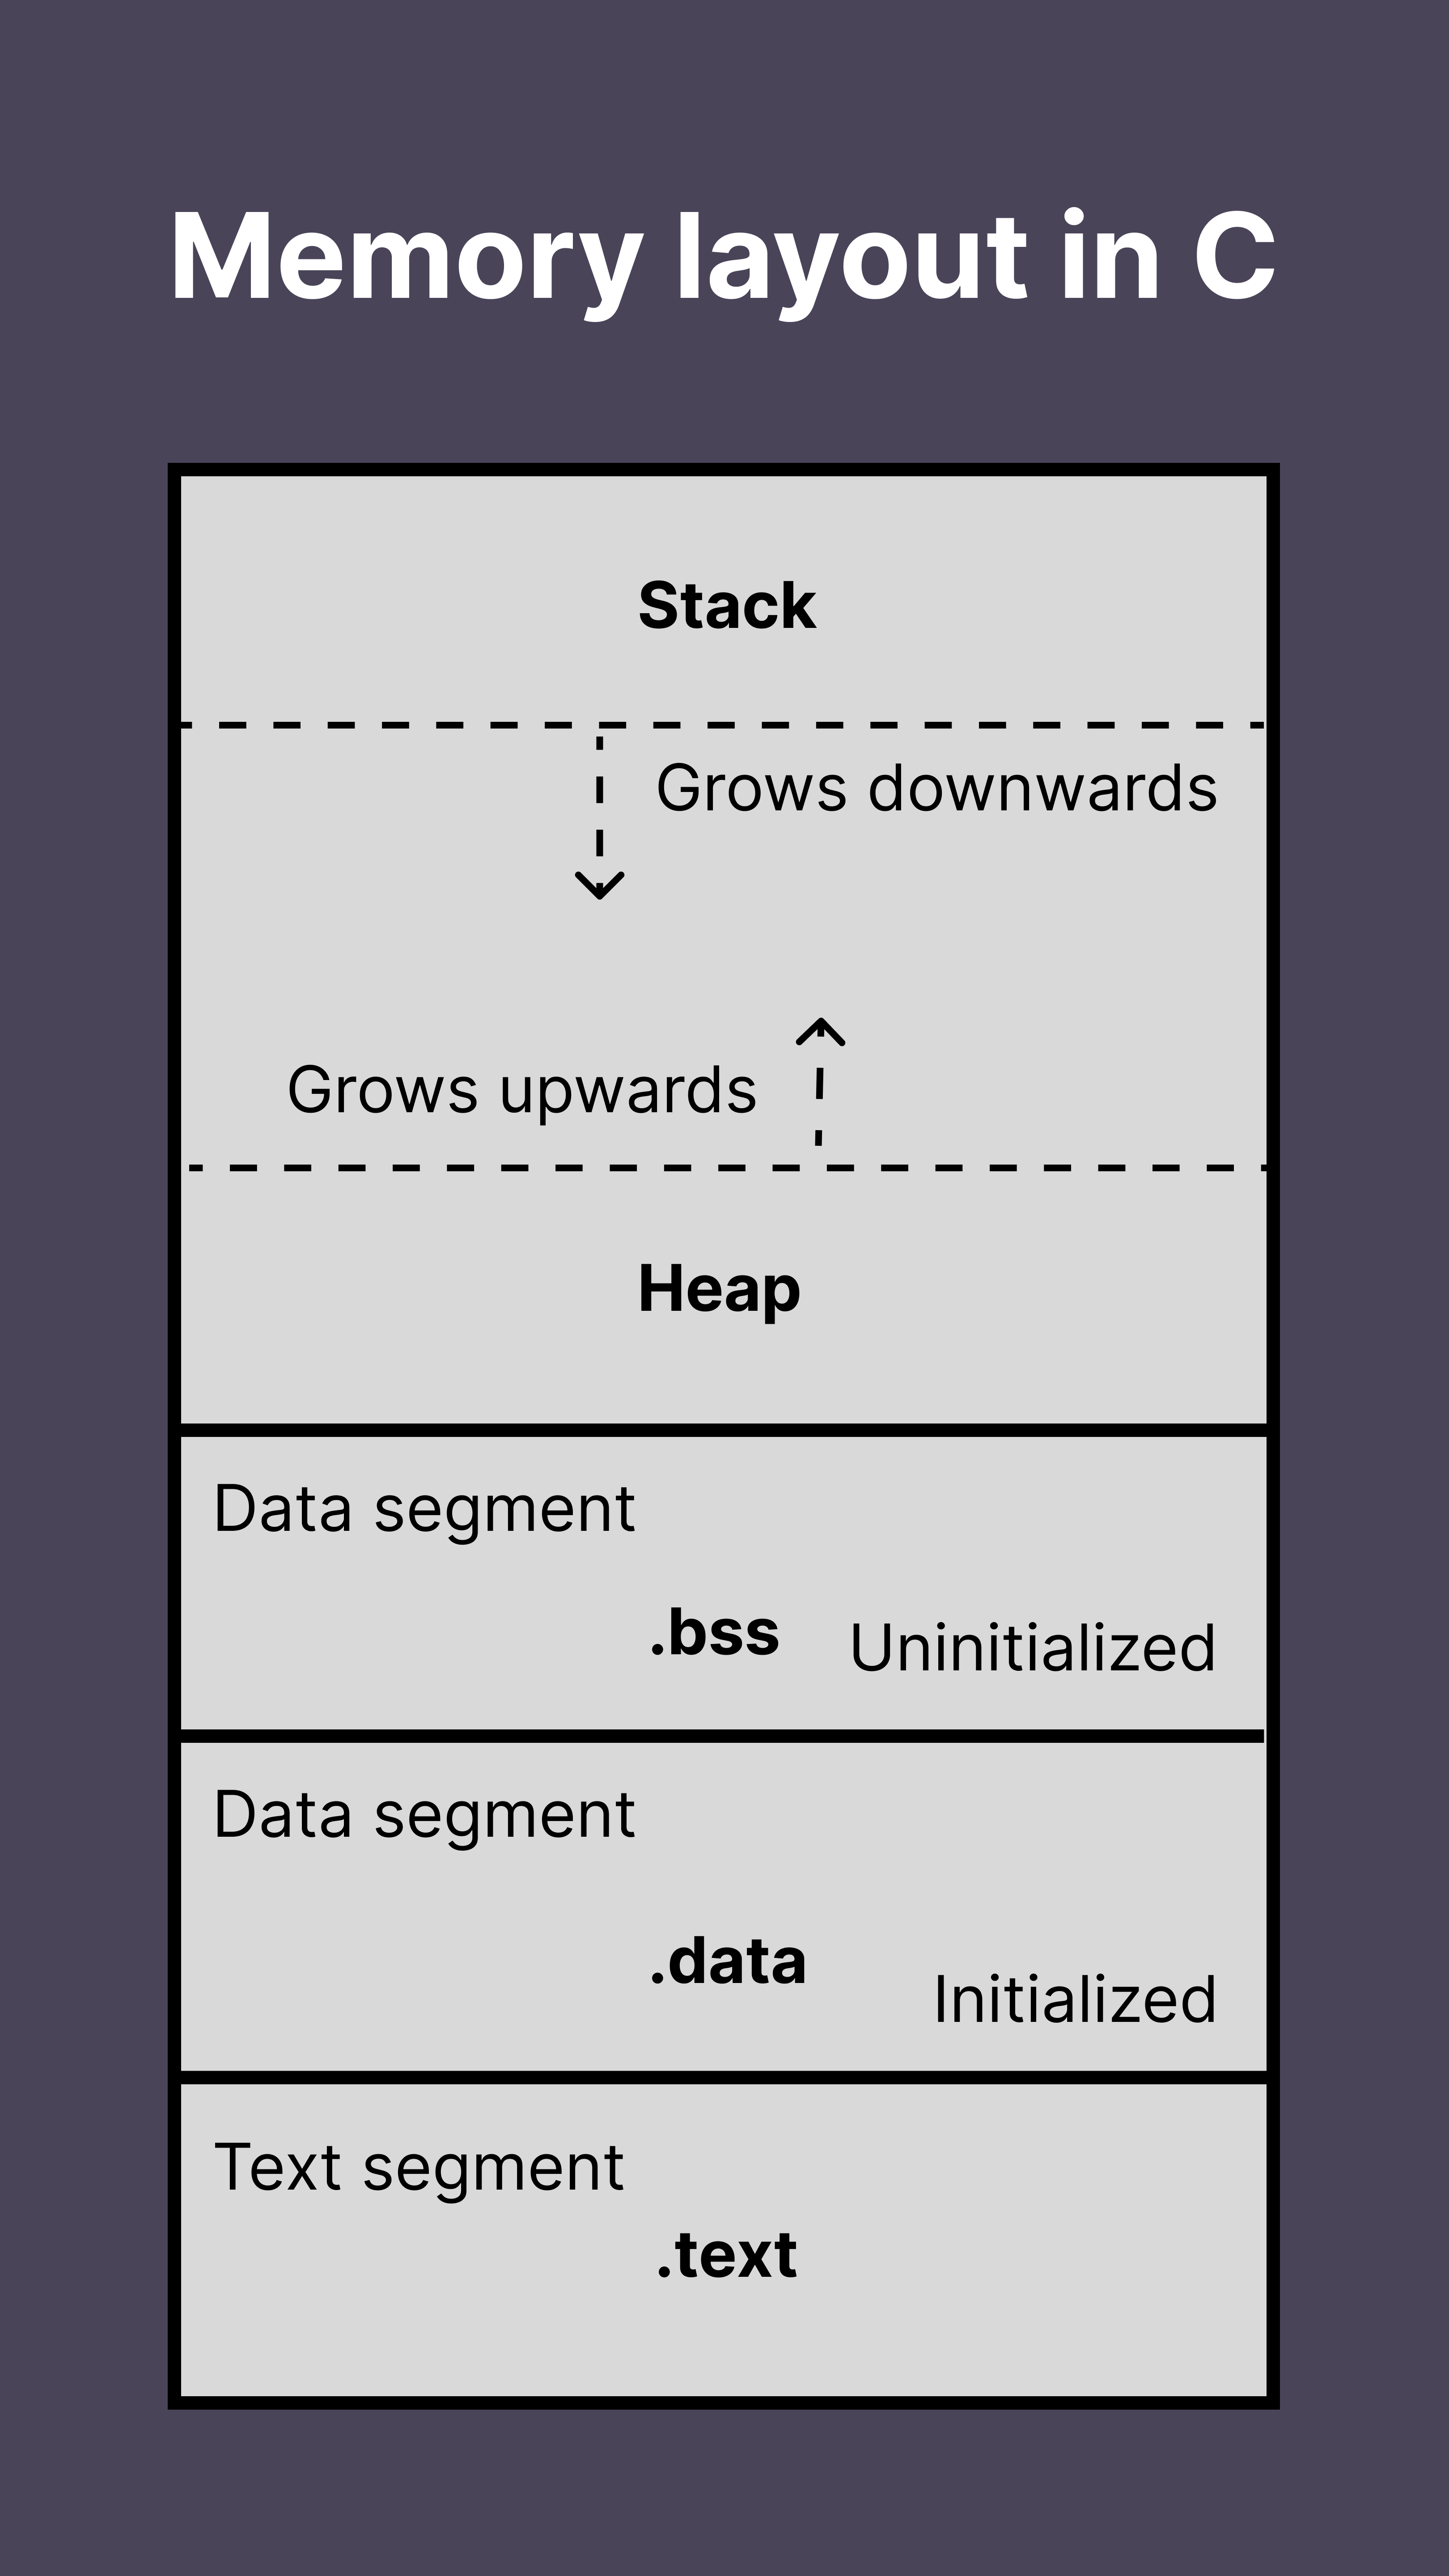 Memory layout in C
Stack
Grows downwards
Grows upwards
Heap
Data segment
.bss
Uninitialized
Data segment
.data
Initialized
Text segment
.text